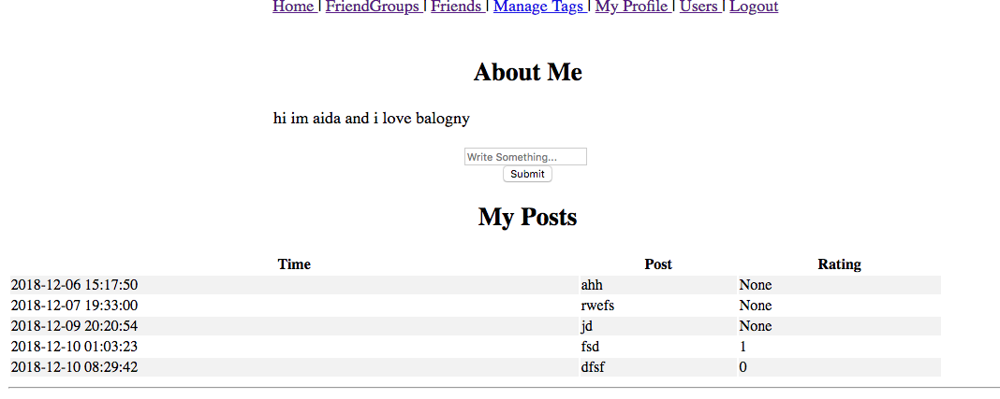 Home | FriendGroups | Friends | Manage Tags | My Profile | Users | Logout
About Me
hi im aida and i love balogny
Write Something...
Submit
My Posts
Time Post Rating
2018-12-06 15:17:50 ahh None
2018-12-07 19:33:00 rwefs None
2018-12-09 20:20:54 jd None
2018-12-10 01:03:23 fsd 1
2018-12-10 08:29:42 dfsf 0